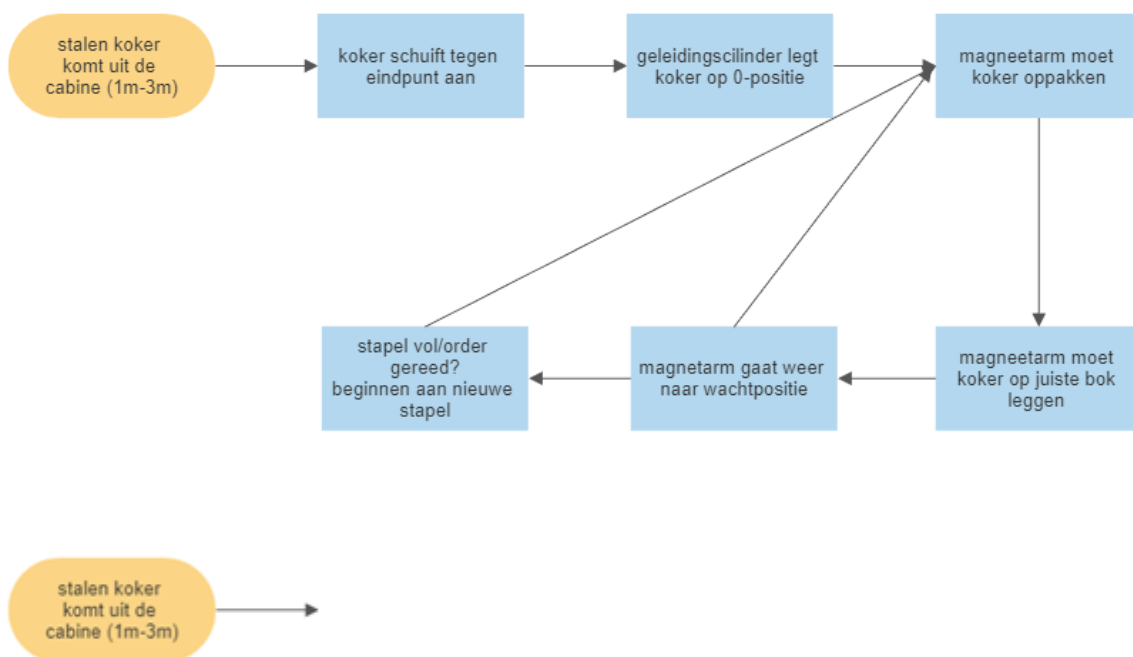 stalen koker
komt uit de
cabine (1m-3m)
koker schuift tegen
eindpunt aan
geleidingscilinder legt
koker op 0-positie
magneetarm moet
koker oppakken
stapel vol/order
gereed?
beginnen aan nieuwe
stapel
magnetarm gaat weer
naar wachtpositie
magneetarm moet
koker op juiste bok
leggen
stalen koker
komt uit de
cabine (1m-3m)